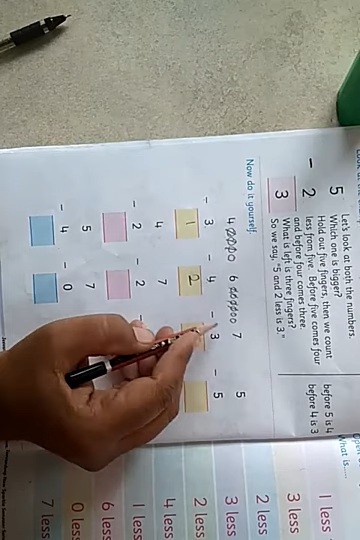 5
- 2
3
Let's look at both the numbers.
Which one is bigger?
Hold out five fingers, then we count
less from five. Before five comes four
and before four comes three.
What is left is three fingers?
So we say, "5 and 2 less is 3."
before 5 is 4
before 4 is 3
What is.....
Now do it yourself.
4 6 7 5
- 3 - 4 - 3 - 5
1 2
4 7
- 2 - 2
5 7
- 4 - 0
1 less
3 less
2 less
3 less
2 less
4 less
1 less
6 less
0 less
7 less